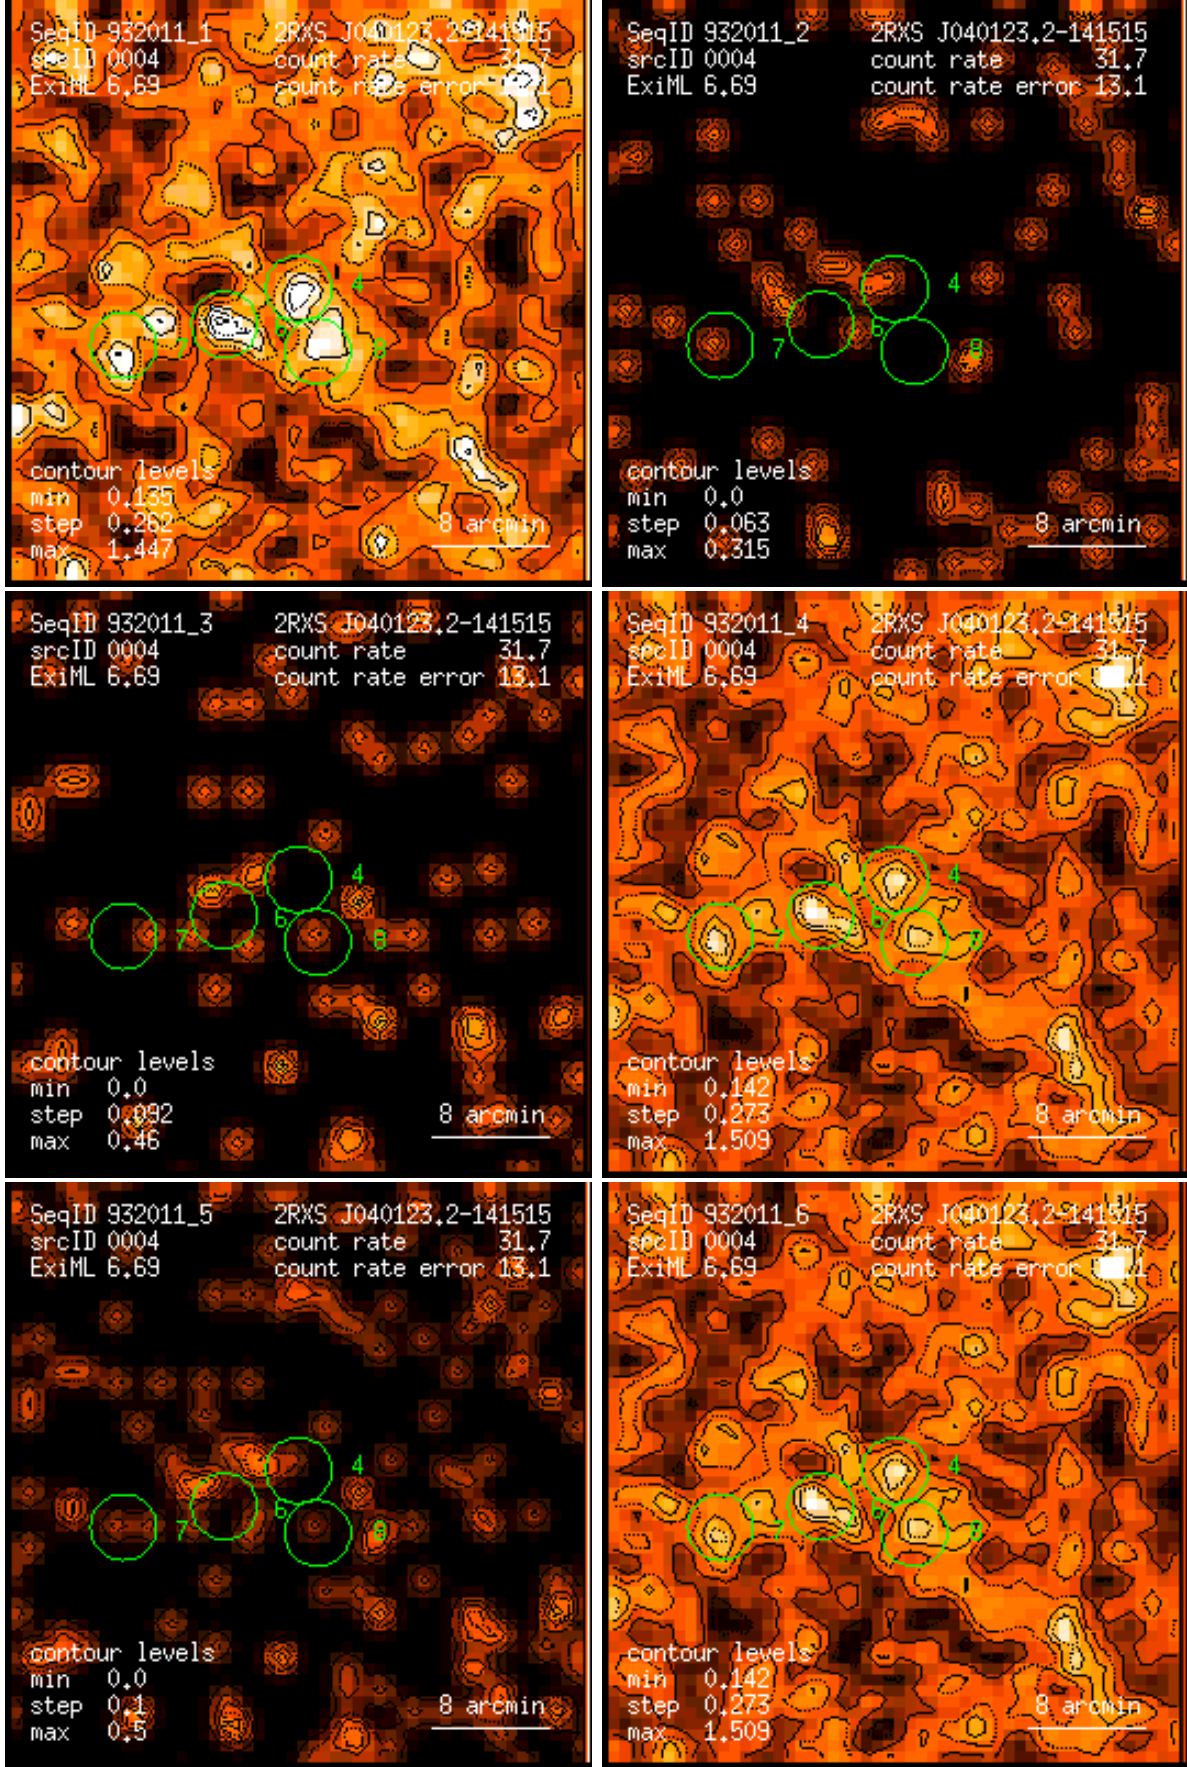 SeqID 932011_1 2RXS J040123.2-141515
srcID 0004 count rate 31.7
ExiML 6.69 count rate error 13.1
4
6
7 8
contour levels
min 0.135
step 0.262 8 arcmin
max 1.447
SeqID 932011_2 2RXS J040123.2-141515
srcID 0004 count rate 31.7
ExiML 6.69 count rate error 13.1
4
6
7 8
contour levels
min 0.0
step 0.063 8 arcmin
max 0.315
SeqID 932011_3 2RXS J040123.2-141515
srcID 0004 count rate 31.7
ExiML 6.69 count rate error 13.1
4
6
7 8
contour levels
min 0.0
step 0.092 8 arcmin
max 0.46
SeqID 932011_4 2RXS J040123.2-141515
srcID 0004 count rate 31.7
ExiML 6.69 count rate error 13.1
4
6
7 8
contour levels
min 0.142
step 0.273 8 arcmin
max 1.509
SeqID 932011_5 2RXS J040123.2-141515
srcID 0004 count rate 31.7
ExiML 6.69 count rate error 13.1
4
6
7 8
contour levels
min 0.0
step 0.1 8 arcmin
max 0.5
SeqID 932011_6 2RXS J040123.2-141515
srcID 0004 count rate 31.7
ExiML 6.69 count rate error 13.1
4
6
7 8
contour levels
min 0.142
step 0.273 8 arcmin
max 1.509